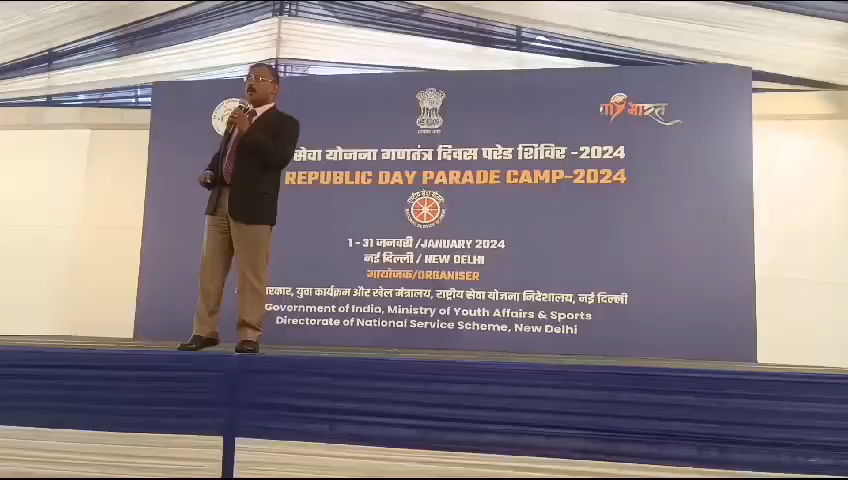 सेवा योजना गणतंत्र दिवस परेड शिविर -2024
REPUBLIC DAY PARADE CAMP-2024
1 - 31 जनवरी /JANUARY 2024
नई दिल्ली / NEW DELHI
आयोजक/ORGANISER
युवा कार्यक्रम और खेल मंत्रालय, राष्ट्रीय सेवा योजना निदेशालय, नई दिल्ली
Government of India, Ministry of Youth Affairs & Sports
Directorate of National Service Scheme, New Delhi